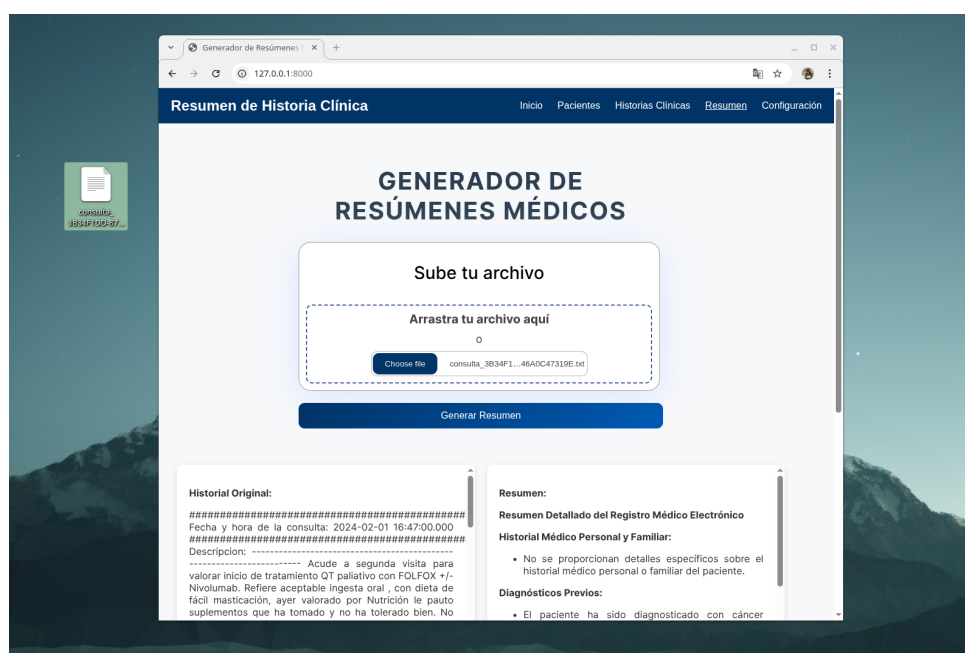 Generador de Resúmenes
127.0.0.1:8000
Resumen de Historia Clínica
Inicio Pacientes Historias Clínicas Resumen Configuración
consulta_
3B34F1DD-87...
GENERADOR DE
RESÚMENES MÉDICOS
Sube tu archivo
Arrastra tu archivo aquí
o
Choose file consulta_3B34F1...46A0C47319E.txt
Generar Resumen
Historial Original:
############################################
Fecha y hora de la consulta: 2024-02-01 16:47:00.000
############################################
Descripcion: ---------------------------------------------
------------------------- Acude a segunda visita para
valorar inicio de tratamiento QT paliativo con FOLFOX +/-
Nivolumab. Refiere aceptable ingesta oral , con dieta de
fácil masticación, ayer valorado por Nutrición le pauto
suplementos que ha tomado y no ha tolerado bien. No
Resumen:
Resumen Detallado del Registro Médico Electrónico
Historial Médico Personal y Familiar:
• No se proporcionan detalles específicos sobre el
historial médico personal o familiar del paciente.
Diagnósticos Previos:
• El paciente ha sido diagnosticado con cáncer